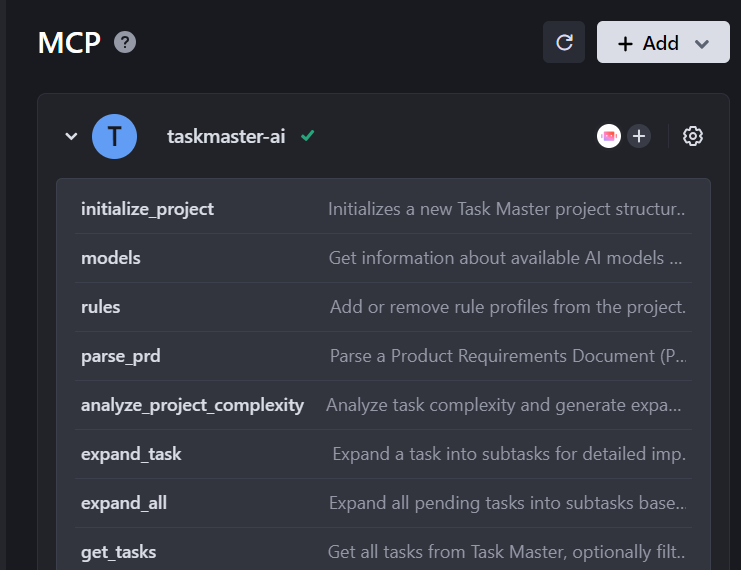 MCP ?
+ Add
T taskmaster-ai
initialize_project Initializes a new Task Master project structur..
models Get information about available AI models ...
rules Add or remove rule profiles from the project.
parse_prd Parse a Product Requirements Document (P...
analyze_project_complexity Analyze task complexity and generate expa...
expand_task Expand a task into subtasks for detailed imp.
expand_all Expand all pending tasks into subtasks base...
get_tasks Get all tasks from Task Master, optionally filt..